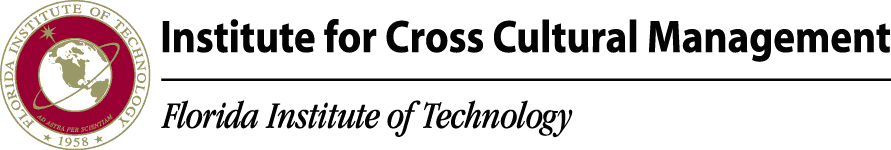 FLORIDA INSTITUTE OF TECHNOLOGY
AD ASTRA PER SCIENTIAM
1958
Institute for Cross Cultural Management
Florida Institute of Technology